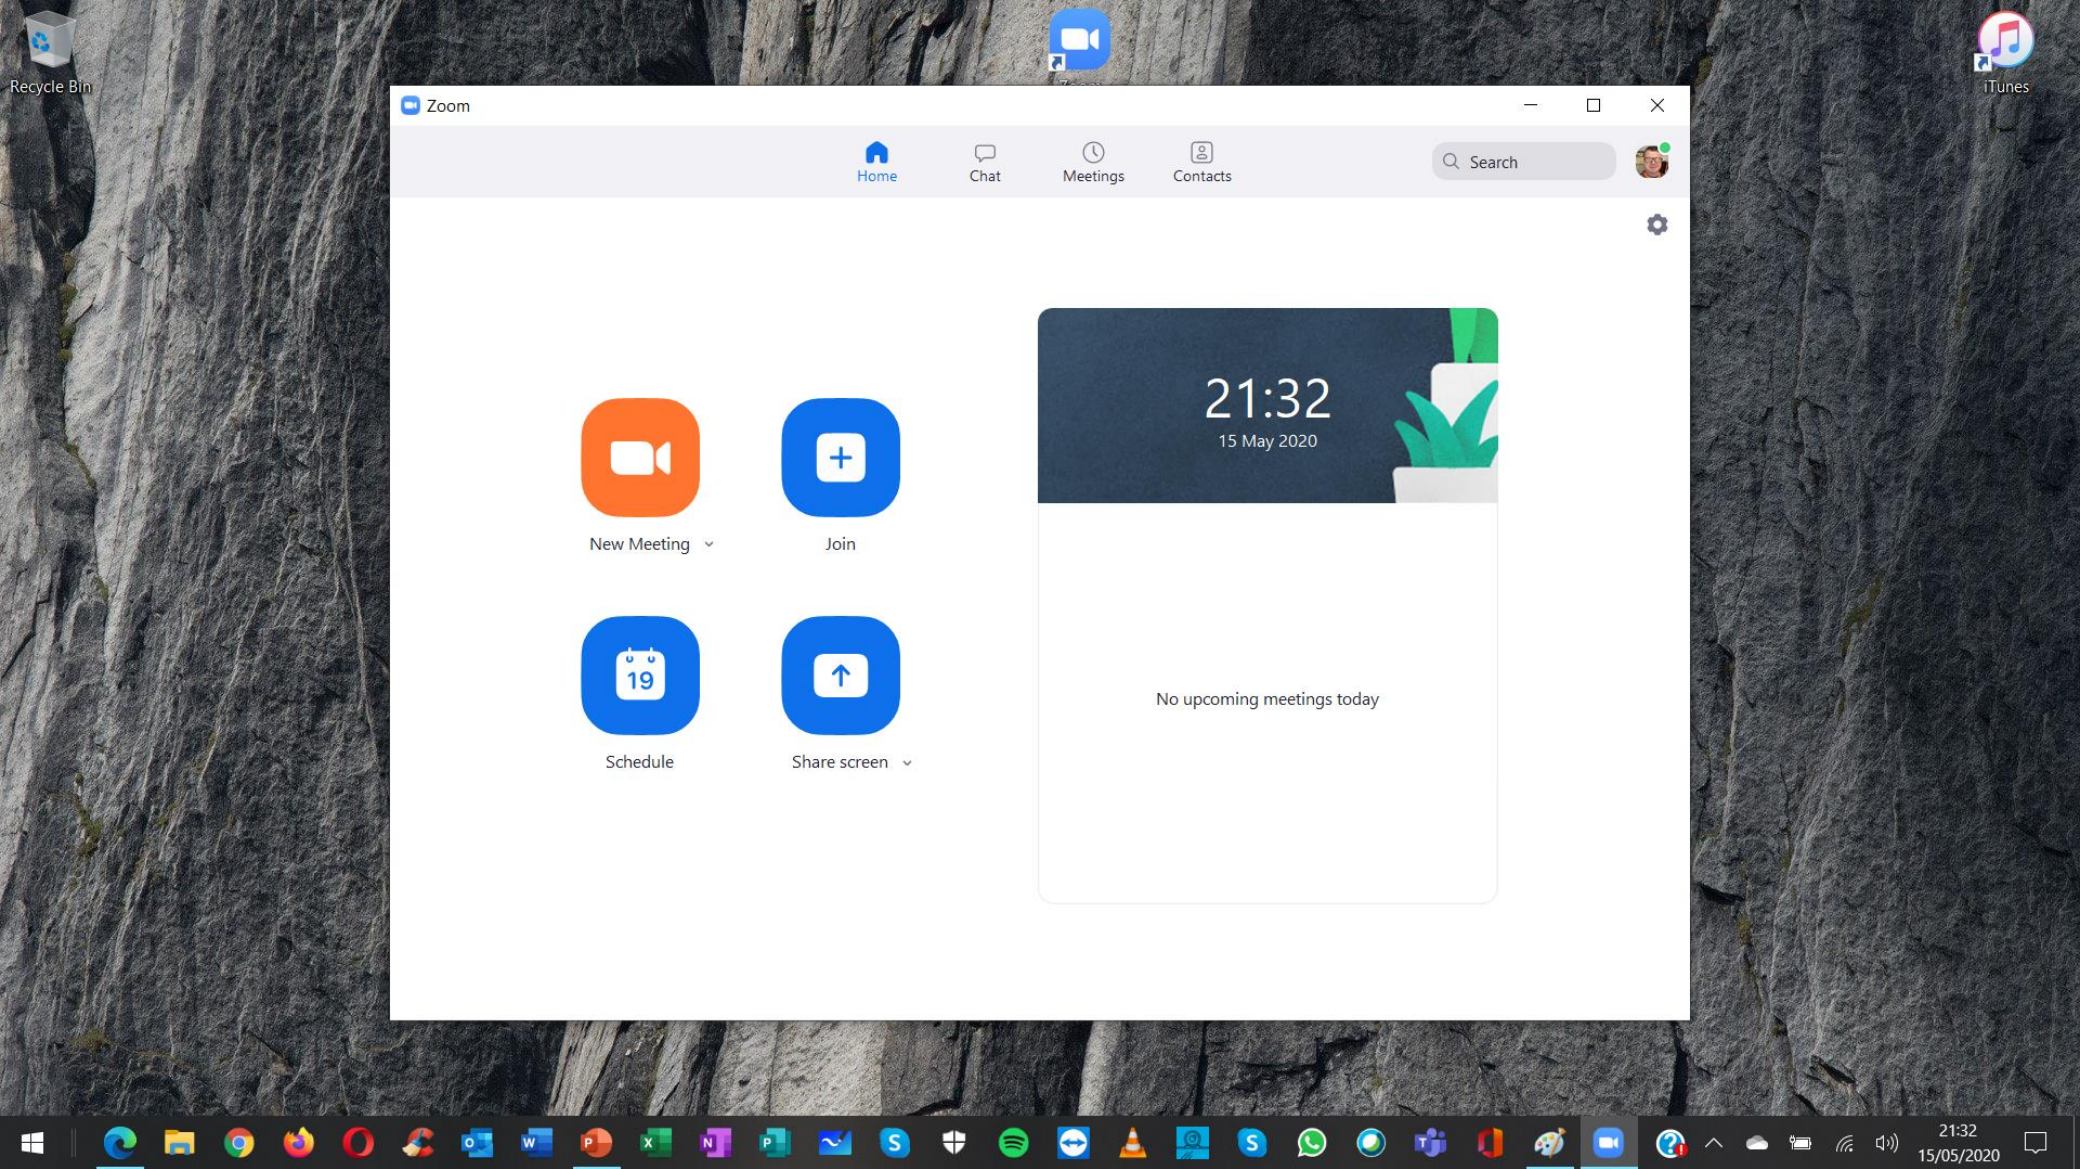 Recycle Bin
iTunes
Zoom
Home
Chat
Meetings
Contacts
Search
21:32
15 May 2020
New Meeting
Join
19
Schedule
Share screen
No upcoming meetings today
21:32
15/05/2020